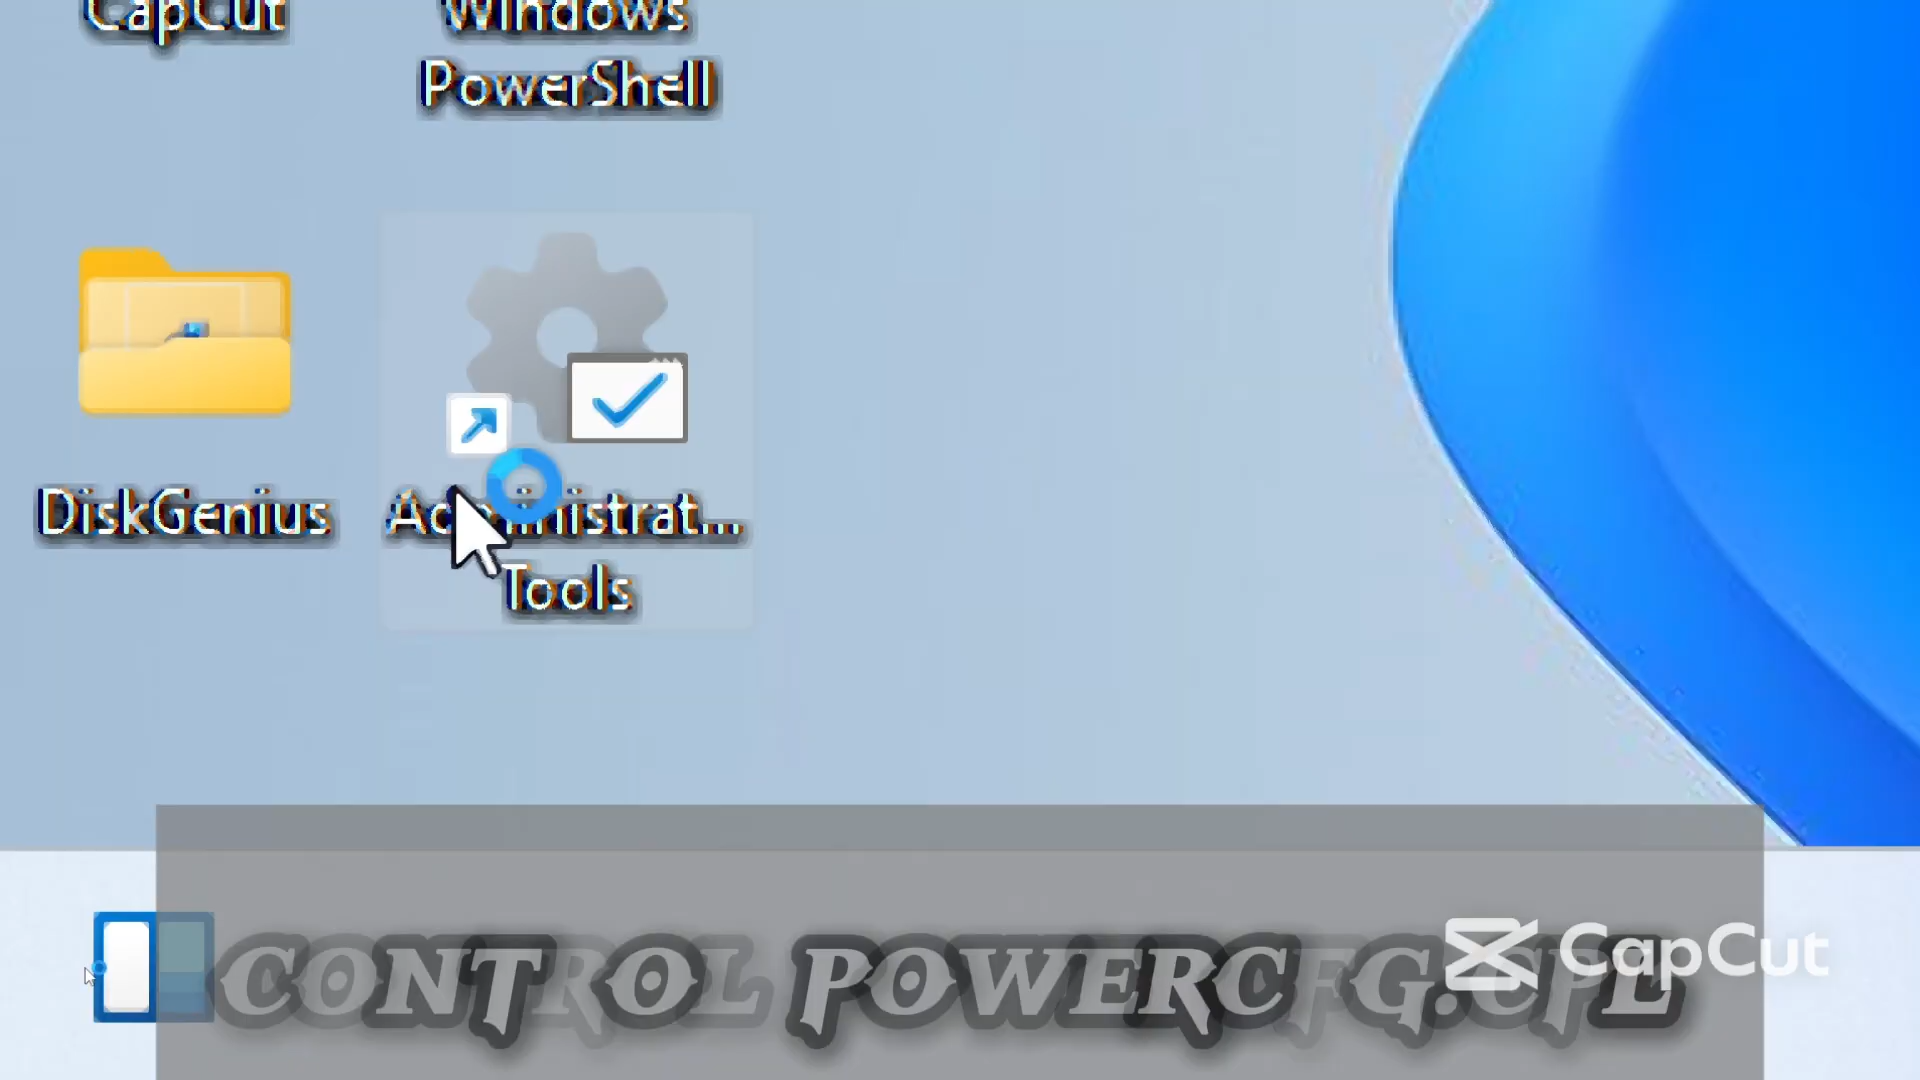 CapCut
Windows
PowerShell
DiskGenius
Administrat...
Tools
CONTROL POWERCFG.CPL
CapCut